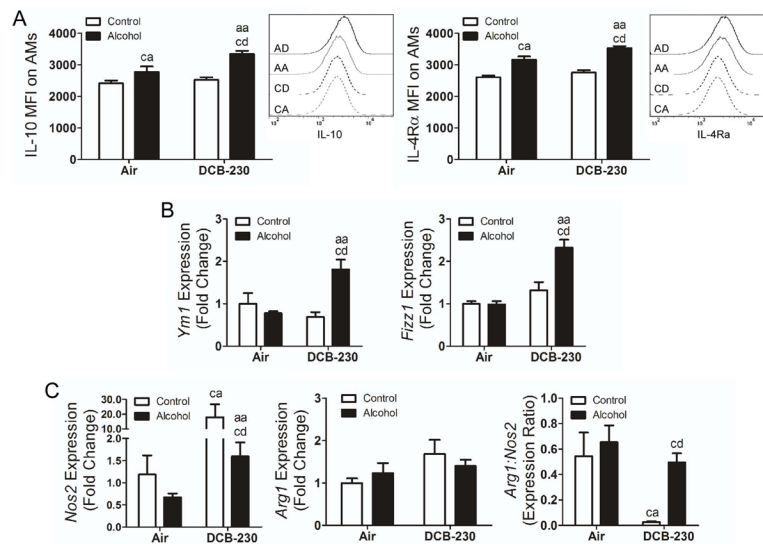 A
IL-10 MFI on AMs
4000
3000
2000
1000
0
Control
Alcohol
ca
aa
cd
Air
DCB-230
AD
AA
CD
CA
IL-10
IL-4Rα MFI on AMs
4000
3000
2000
1000
0
Control
Alcohol
ca
aa
cd
Air
DCB-230
AD
AA
CD
CA
IL-4Ra
B
Ym1 Expression
(Fold Change)
3
2
1
0
Control
Alcohol
aa
cd
Air
DCB-230
Fizz1 Expression
(Fold Change)
3
2
1
0
Control
Alcohol
aa
cd
Air
DCB-230
C
Nos2 Expression
(Fold Change)
30.0
20.0
10.0
2.0
1.5
1.0
0.5
0.0
Control
Alcohol
ca
aa
cd
Air
DCB-230
Arg1 Expression
(Fold Change)
3
2
1
0
Control
Alcohol
Air
DCB-230
Arg1:Nos2
(Expression Ratio)
1.0
0.8
0.6
0.4
0.2
0.0
Control
Alcohol
ca
cd
Air
DCB-230